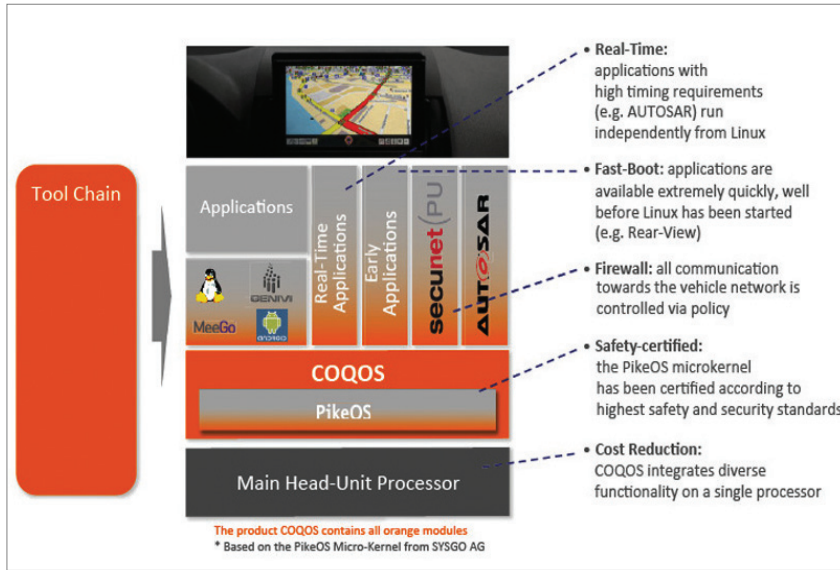 Tool Chain
Applications
GENIVI
MeeGo
ANDROID
Real-Time
Applications
Early
Applications
secunet (PU
AUTOSAR
COQOS
PikeOS
Main Head-Unit Processor
The product COQOS contains all orange modules
* Based on the PikeOS Micro-Kernel from SYSGO AG
• Real-Time:
applications with
high timing requirements
(e.g. AUTOSAR) run
independently from Linux
• Fast-Boot: applications are
available extremely quickly, well
before Linux has been started
(e.g. Rear-View)
• Firewall: all communication
towards the vehicle network is
controlled via policy
• Safety-certified:
the PikeOS microkernel
has been certified according to
highest safety and security standards
• Cost Reduction:
COQOS integrates diverse
functionality on a single processor